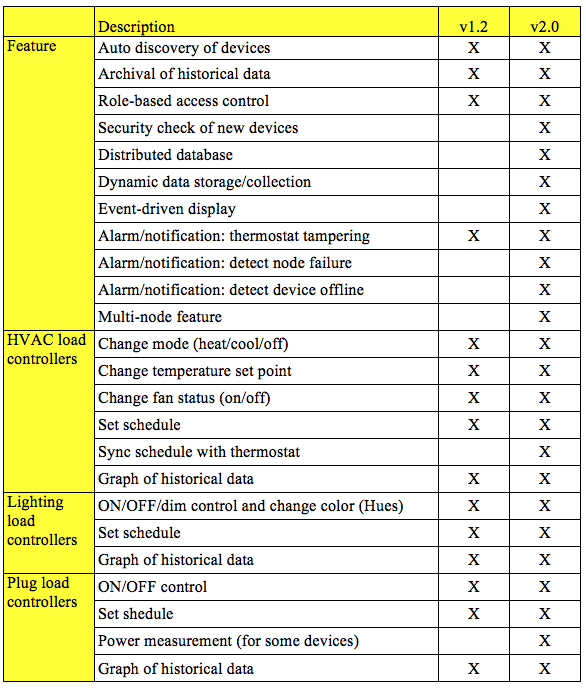 Description v1.2 v2.0
Feature Auto discovery of devices X X
Archival of historical data X X
Role-based access control X X
Security check of new devices X
Distributed database X
Dynamic data storage/collection X
Event-driven display X
Alarm/notification: thermostat tampering X X
Alarm/notification: detect node failure X
Alarm/notification: detect device offline X
Multi-node feature X
HVAC load controllers Change mode (heat/cool/off) X X
Change temperature set point X X
Change fan status (on/off) X X
Set schedule X X
Sync schedule with thermostat X
Graph of historical data X X
Lighting load controllers ON/OFF/dim control and change color (Hues) X X
Set schedule X X
Graph of historical data X X
Plug load controllers ON/OFF control X X
Set shedule X X
Power measurement (for some devices) X
Graph of historical data X X